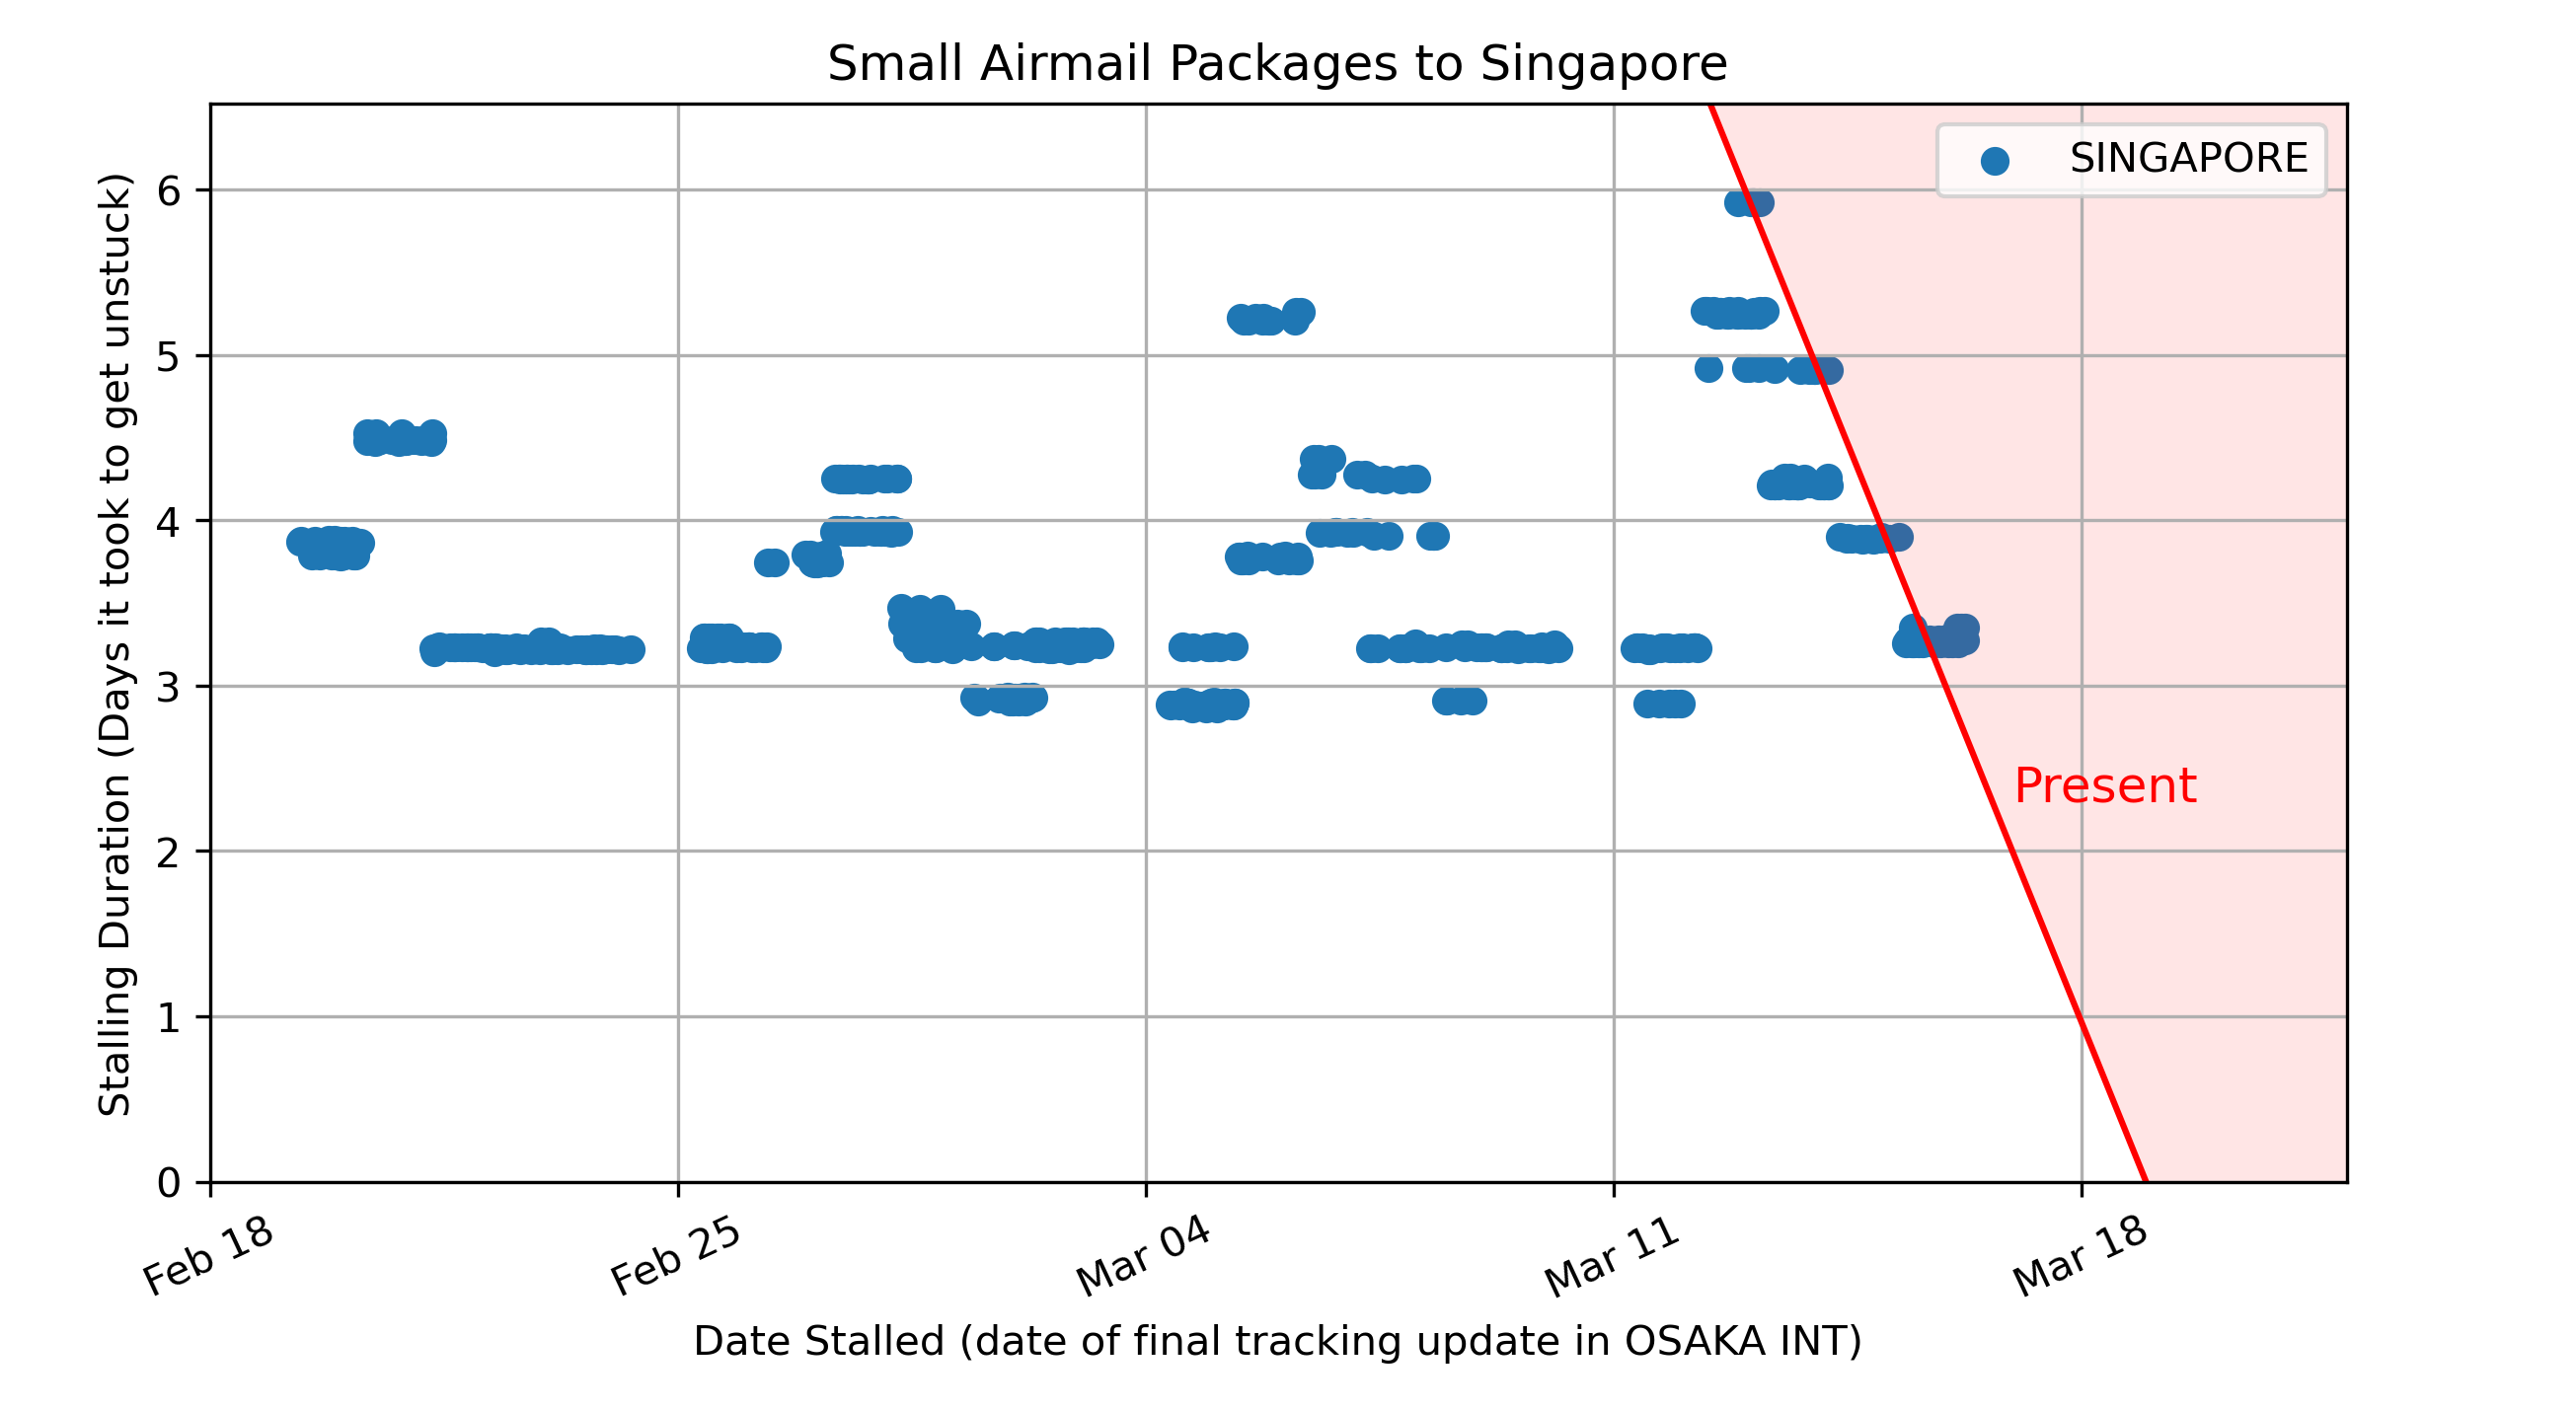 Small Airmail Packages to Singapore
SINGAPORE
6
5
4
3
2
1
0
Stalling Duration (Days it took to get unstuck)
Present
Feb 18
Feb 25
Mar 04
Mar 11
Mar 18
Date Stalled (date of final tracking update in OSAKA INT)